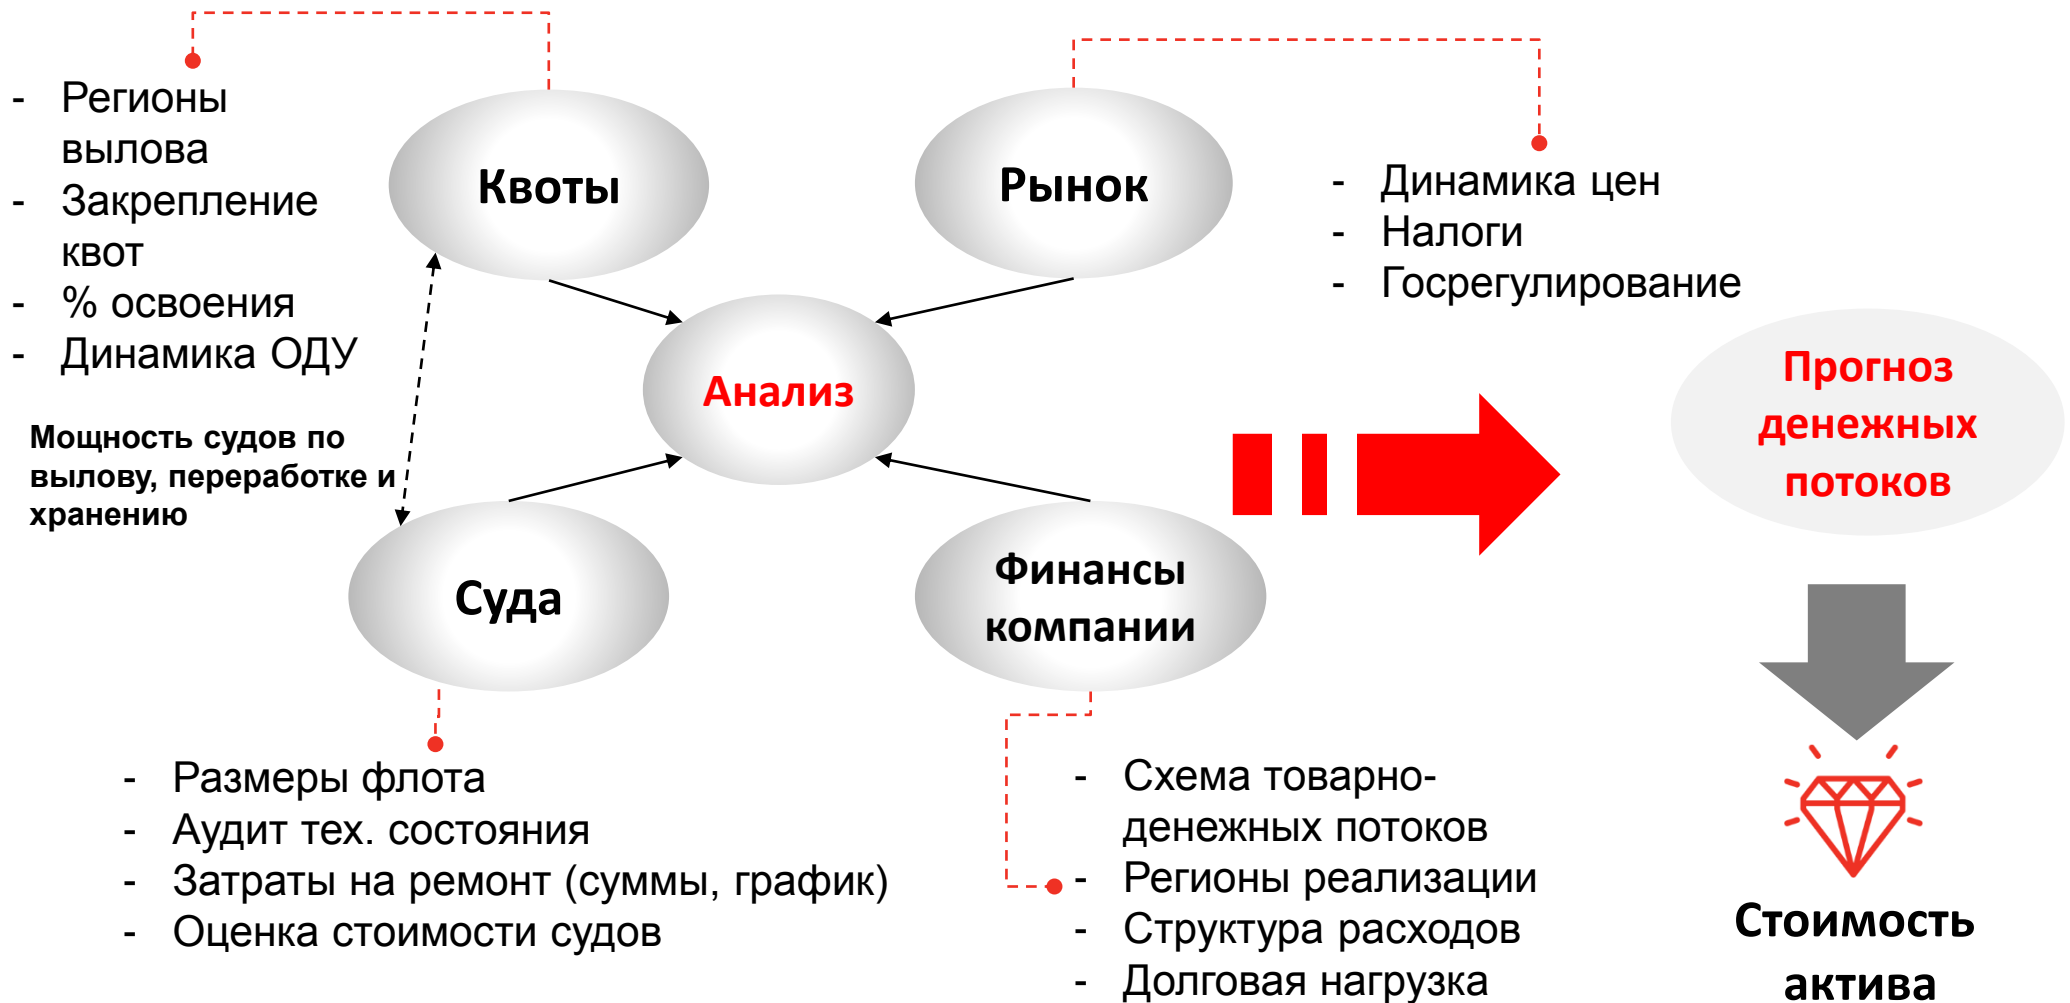 - Регионы
вылова
- Закрепление
квот
- % освоения
- Динамика ОДУ
Квоты
Рынок
- Динамика цен
- Налоги
- Госрегулирование
Анализ
Мощность судов по
вылову, переработке и
хранению
Прогноз
денежных
потоков
Суда
Финансы
компании
- Размеры флота
- Аудит тех. состояния
- Затраты на ремонт (суммы, график)
- Оценка стоимости судов
- Схема товарно-
денежных потоков
- Регионы реализации
- Структура расходов
- Долговая нагрузка
Стоимость
актива